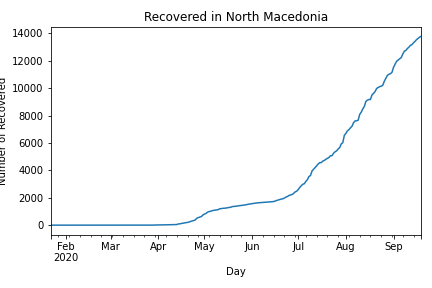 Recovered in North Macedonia
14000
12000
10000
8000
6000
4000
2000
0
Number of Recovered
Feb
2020
Mar
Apr
May
Jun
Jul
Aug
Sep
Day